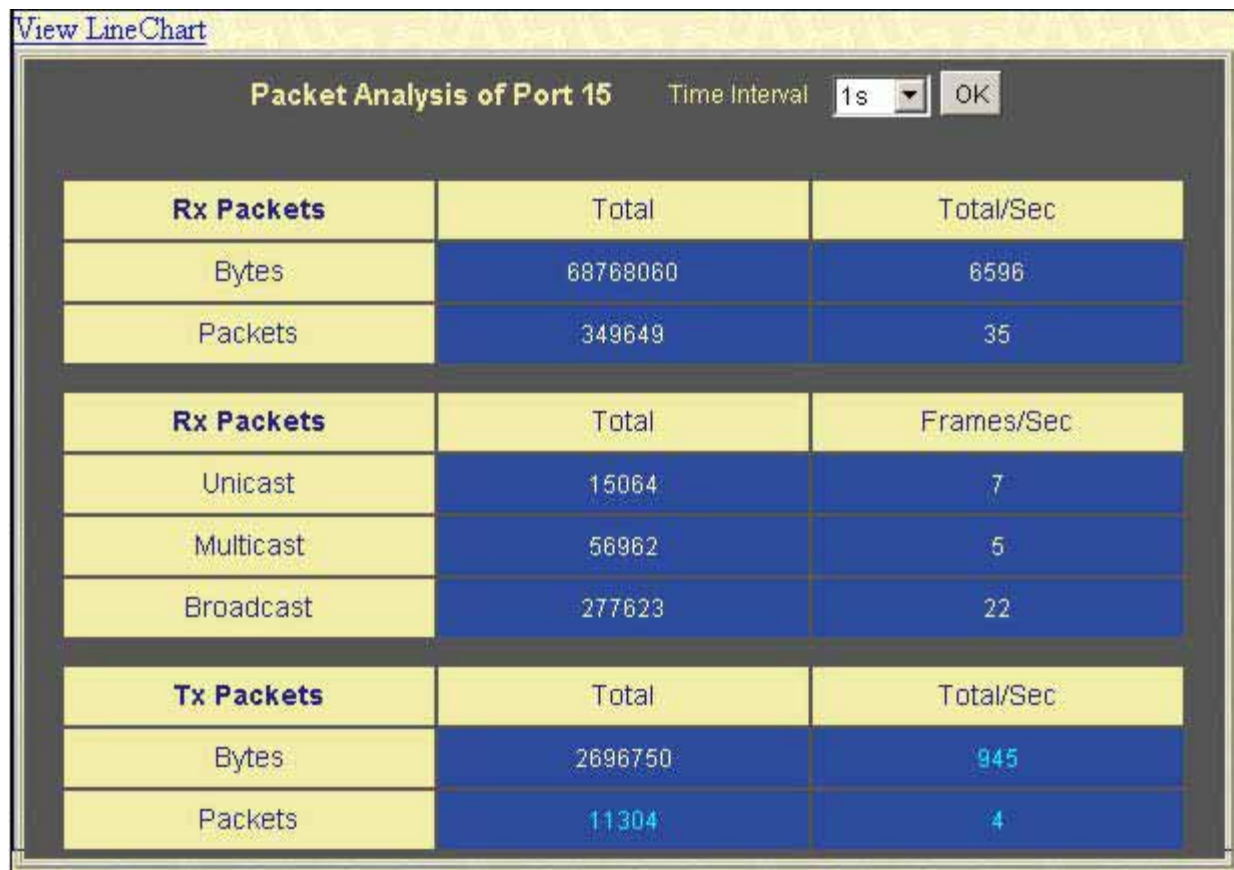 View LineChart
Packet Analysis of Port 15 Time Interval 1s OK
Rx Packets Total Total/Sec
Bytes 68768060 6596
Packets 349649 35
Rx Packets Total Frames/Sec
Unicast 15064 7
Multicast 56962 5
Broadcast 277623 22
Tx Packets Total Total/Sec
Bytes 2696750 945
Packets 11304 4